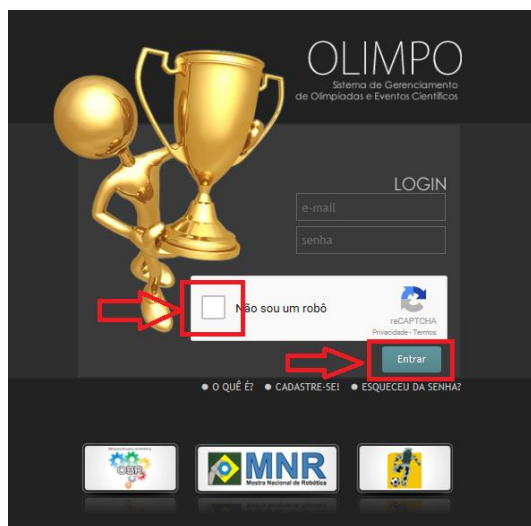 OLIMPO
Sistema de Gerenciamento
de Olimpíadas e Eventos Científicos
LOGIN
e-mail
senha
Não sou um robô
reCAPTCHA
Privacidade - Termos
Entrar
● O QUÊ É? ● CADASTRE-SE! ● ESQUECEU DA SENHA?
OBR
MNR
Mostra Nacional de Robótica